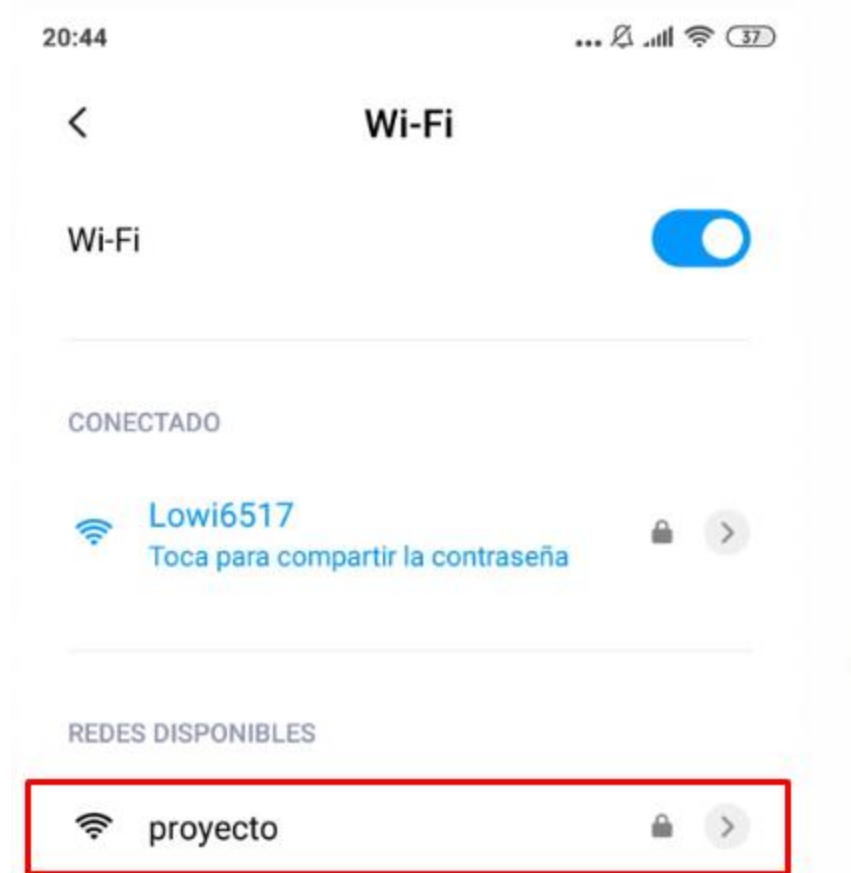 20:44
... 37
Wi-Fi
Wi-Fi
CONECTADO
Lowi6517
Toca para compartir la contraseña
REDES DISPONIBLES
proyecto